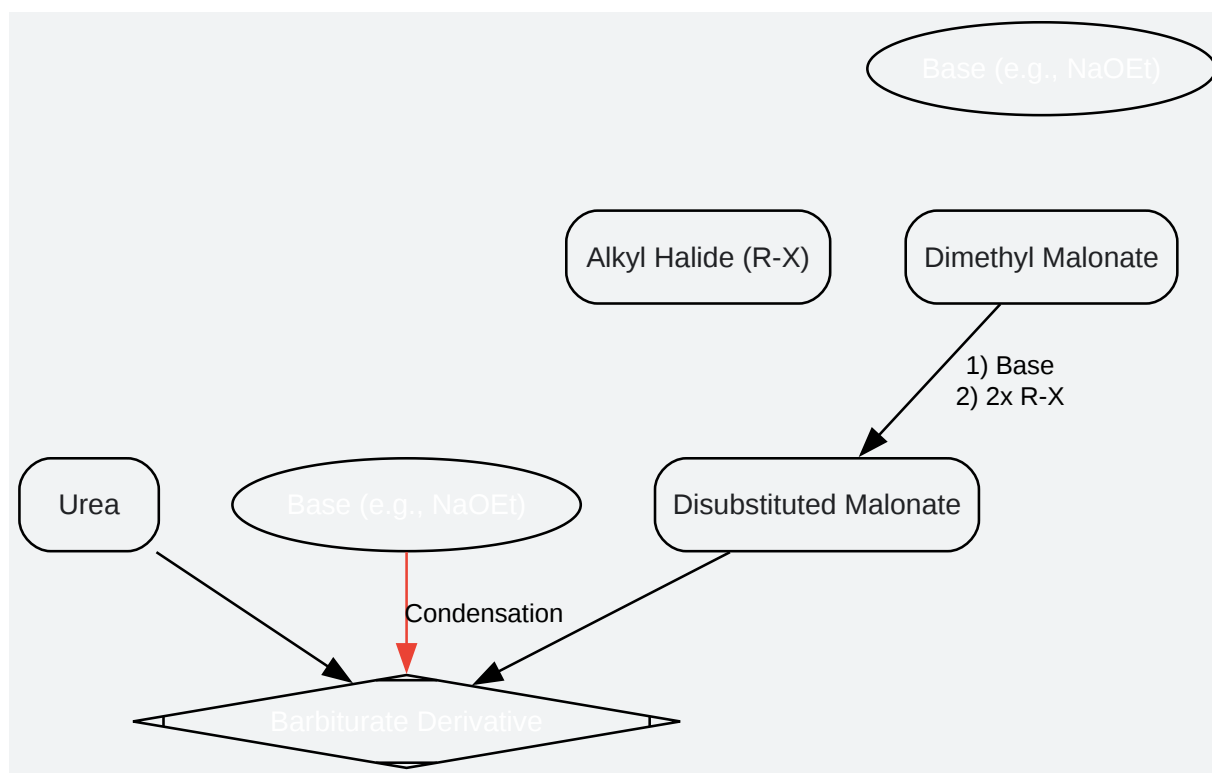 Base (e.g., NaOEt)
Alkyl Halide (R-X)
Dimethyl Malonate
1) Base
2) 2x R-X
Urea
Base (e.g., NaOEt)
Disubstituted Malonate
Condensation
Barbiturate Derivative